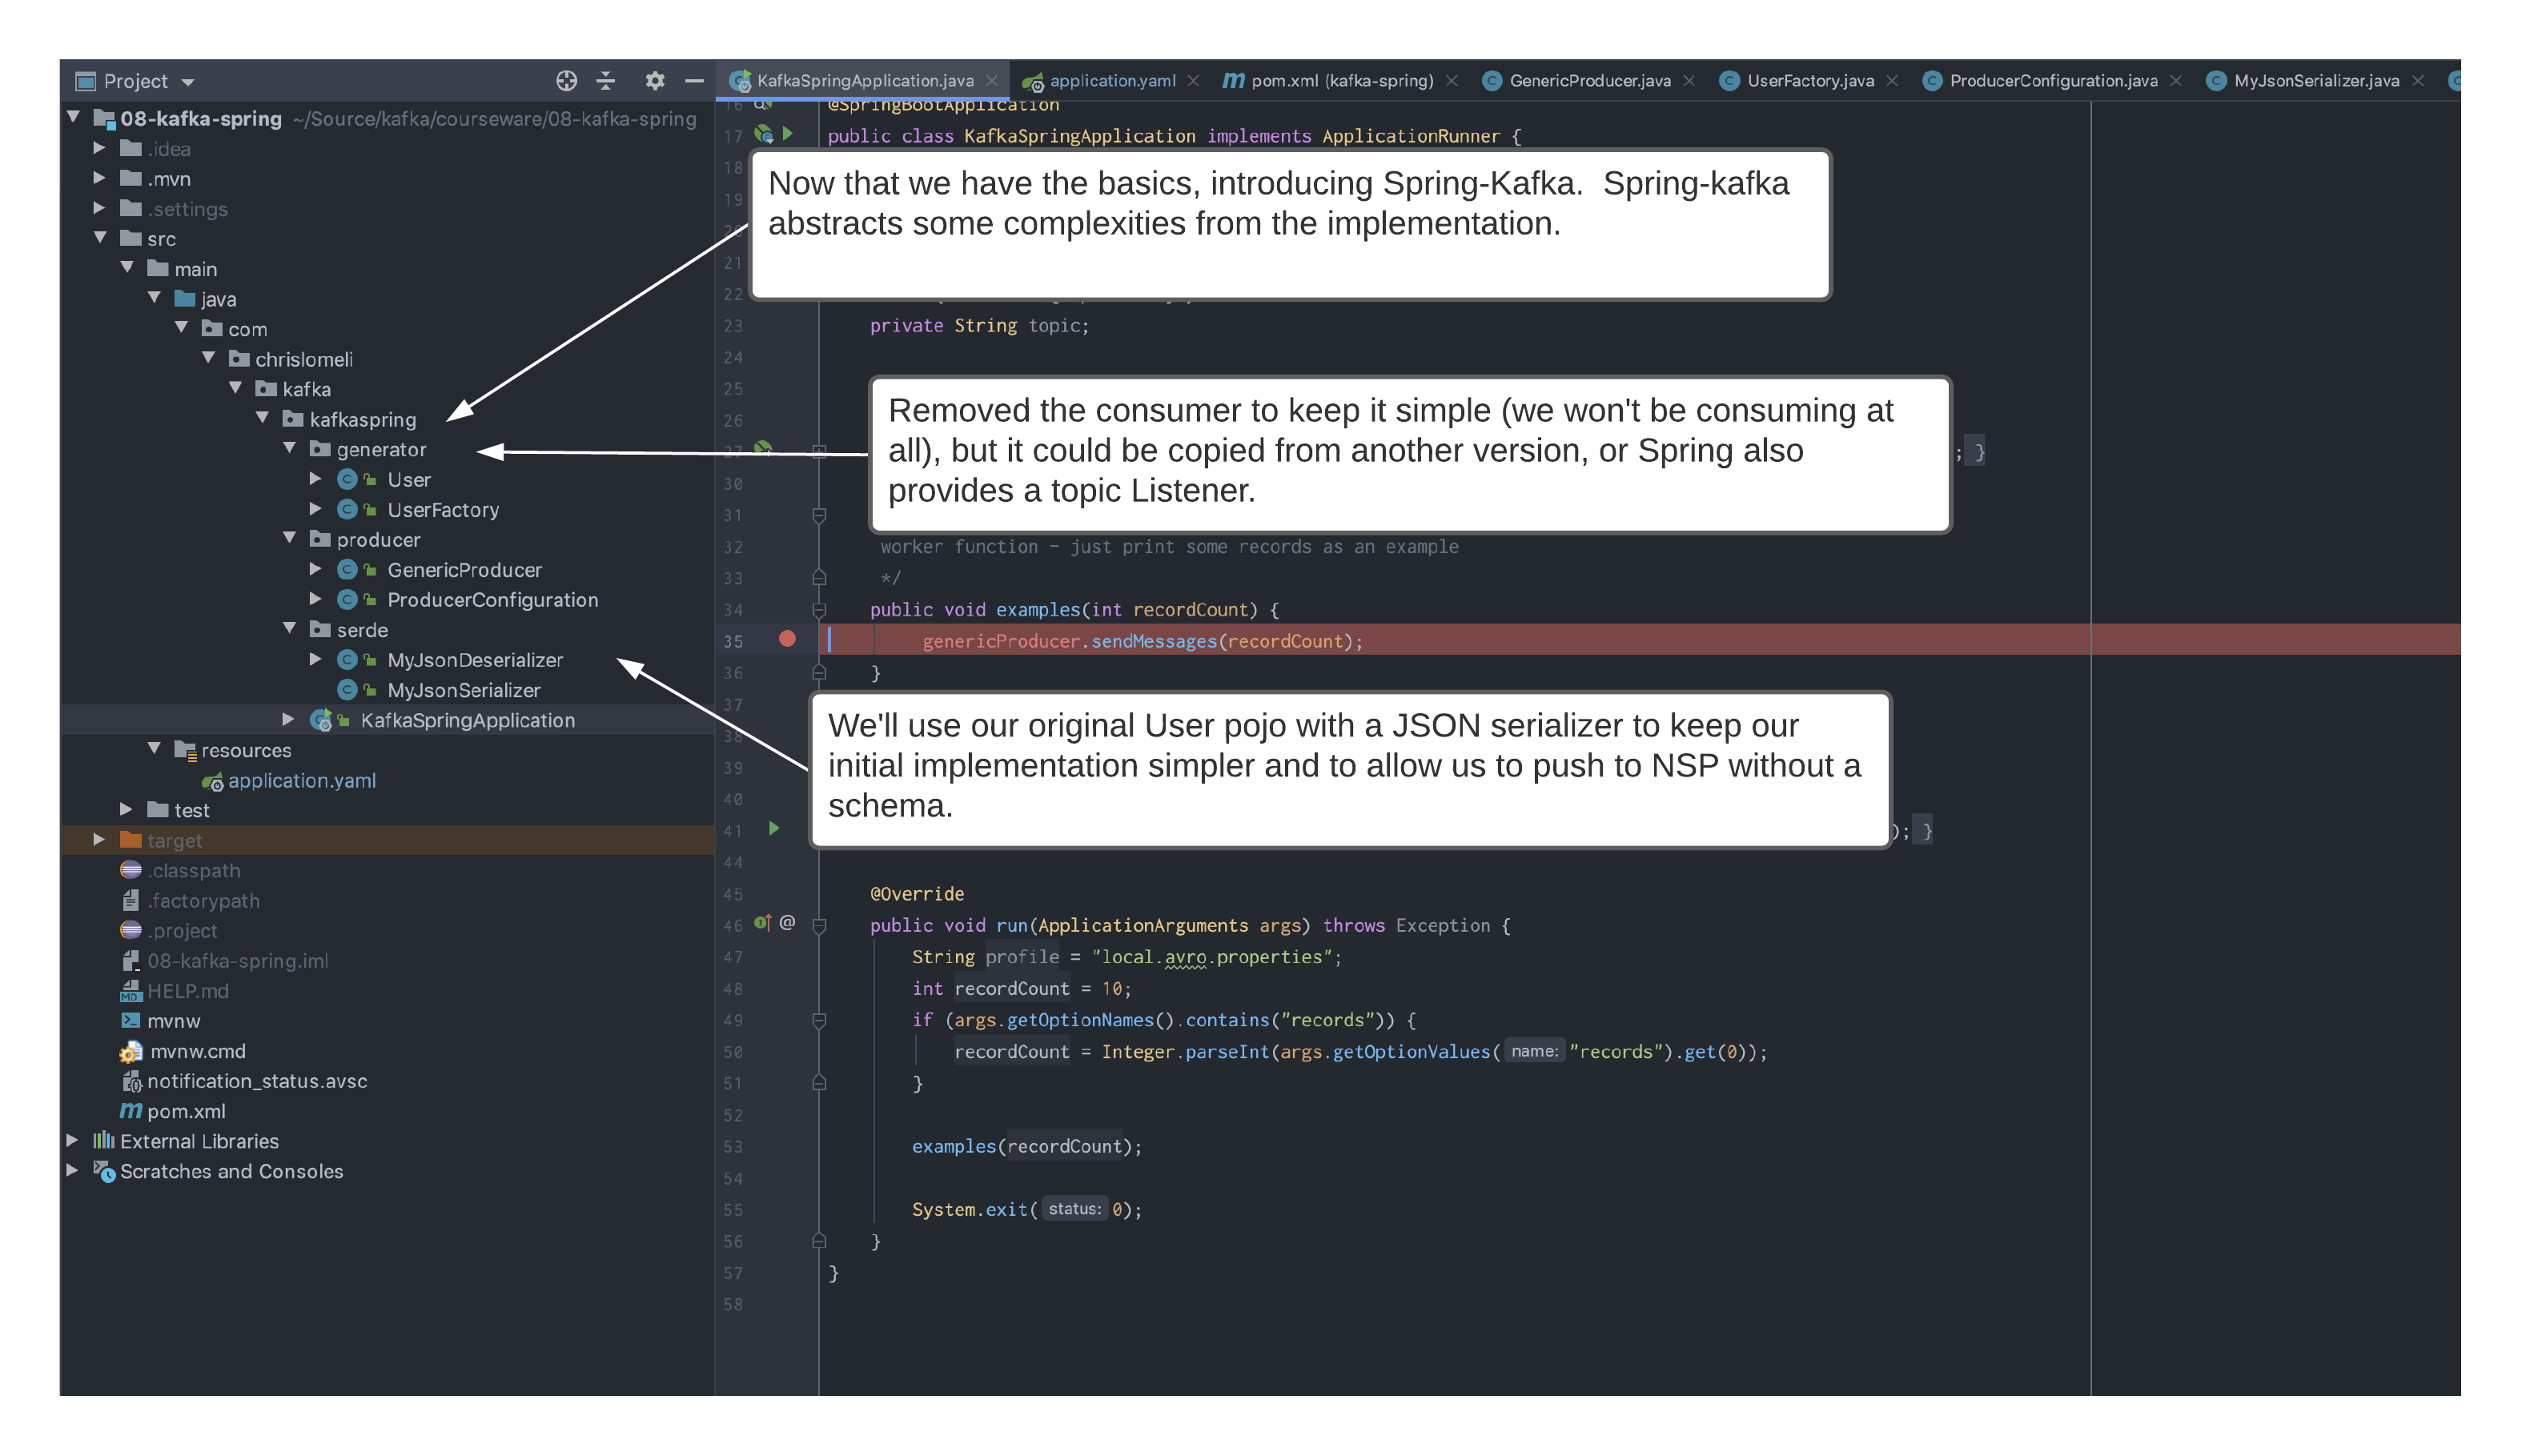 Project
KafkaSpringApplication.java
application.yaml
pom.xml (kafka-spring)
GenericProducer.java
UserFactory.java
ProducerConfiguration.java
MyJsonSerializer.java
08-kafka-spring ~/Source/kafka/courseware/08-kafka-spring
.idea
.mvn
.settings
src
main
java
com
chrislomeli
kafka
kafkaspring
generator
User
UserFactory
producer
GenericProducer
ProducerConfiguration
serde
MyJsonDeserializer
MyJsonSerializer
KafkaSpringApplication
resources
application.yaml
test
target
.classpath
.factorypath
.project
08-kafka-spring.iml
HELP.md
mvnw
mvnw.cmd
notification_status.avsc
pom.xml
External Libraries
Scratches and Consoles
16 @SpringBootApplication
17 public class KafkaSpringApplication implements ApplicationRunner {
18
Now that we have the basics, introducing Spring-Kafka. Spring-kafka
abstracts some complexities from the implementation.
19
20
21
22
23 private String topic;
24
25
Removed the consumer to keep it simple (we won't be consuming at
all), but it could be copied from another version, or Spring also
provides a topic Listener.
26
27 ; }
30
31
32 worker function - just print some records as an example
33 */
34 public void examples(int recordCount) {
35 genericProducer.sendMessages(recordCount);
36 }
37
We'll use our original User pojo with a JSON serializer to keep our
initial implementation simpler and to allow us to push to NSP without a
schema.
38
39
40
41 ); }
44
45 @Override
46 @ public void run(ApplicationArguments args) throws Exception {
47 String profile = "local.avro.properties";
48 int recordCount = 10;
49 if (args.getOptionNames().contains("records")) {
50 recordCount = Integer.parseInt(args.getOptionValues( name: "records").get(0));
51 }
52
53 examples(recordCount);
54
55 System.exit( status: 0);
56 }
57 }
58